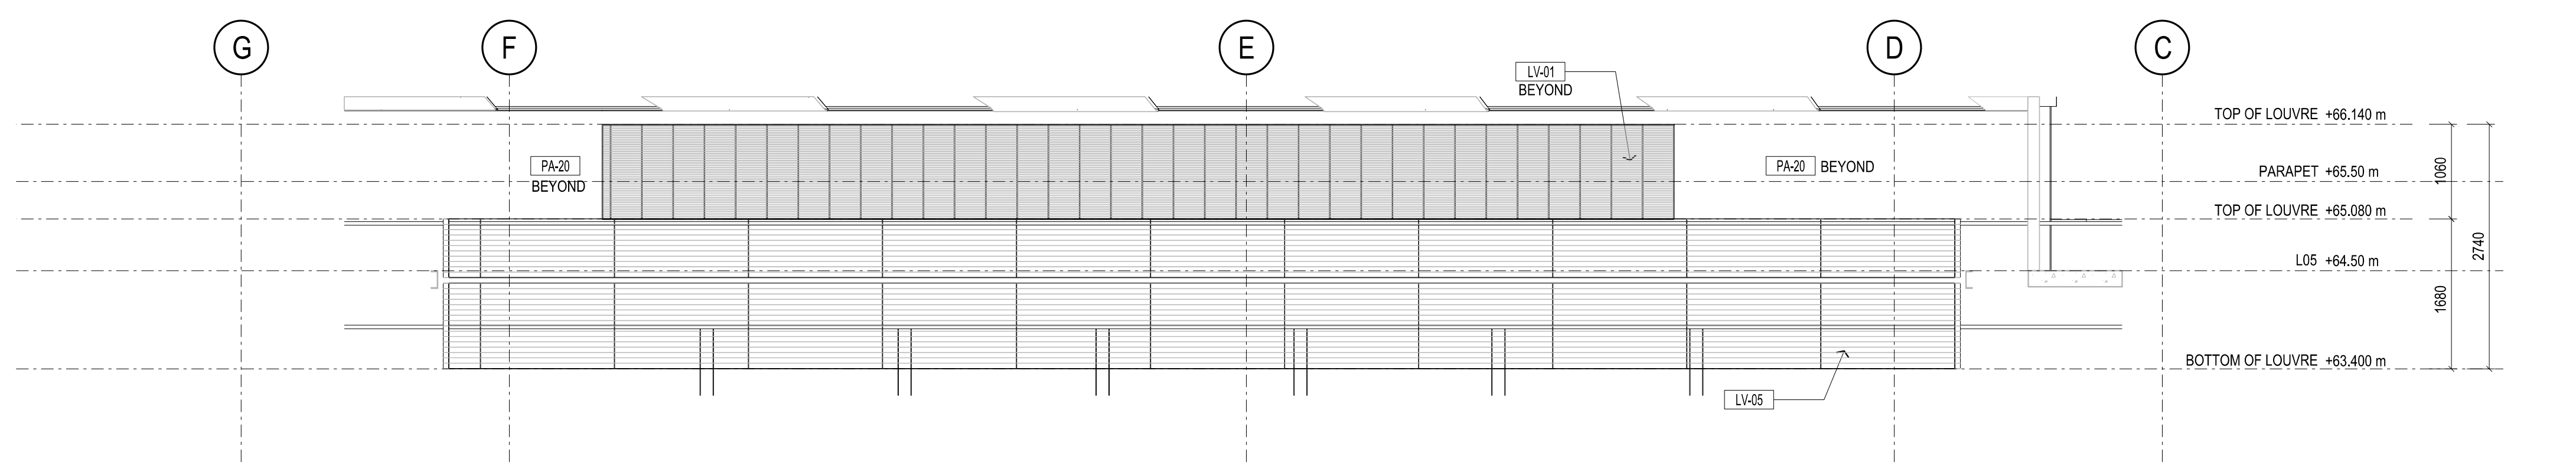 G F E D C
LV-01
BEYOND
TOP OF LOUVRE +66.140 m
PA-20
BEYOND
PA-20 BEYOND
PARAPET +65.50 m
1060
TOP OF LOUVRE +65.080 m
L05 +64.50 m
2740
1680
BOTTOM OF LOUVRE +63.400 m
LV-05